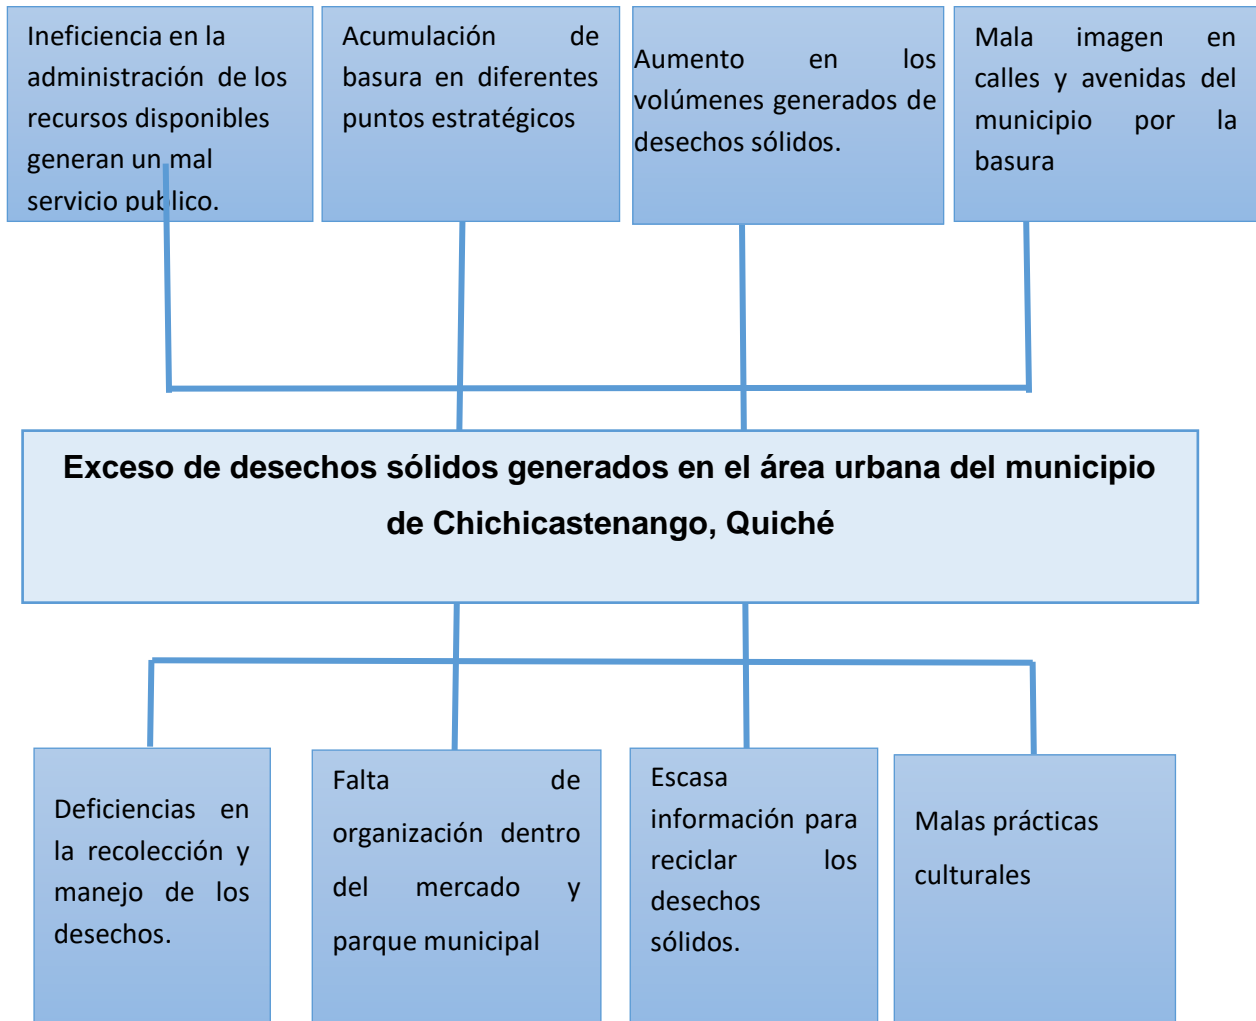 Ineficiencia en la
administración de los
recursos disponibles
generan un mal
servicio publico.
Acumulación de
basura en diferentes
puntos estratégicos
Aumento en los
volúmenes generados de
desechos sólidos.
Mala imagen en
calles y avenidas del
municipio por la
basura
Exceso de desechos sólidos generados en el área urbana del municipio
de Chichicastenango, Quiché
Deficiencias en
la recolección y
manejo de los
desechos.
Falta de
organización dentro
del mercado y
parque municipal
Escasa
información para
reciclar los
desechos
sólidos.
Malas prácticas
culturales